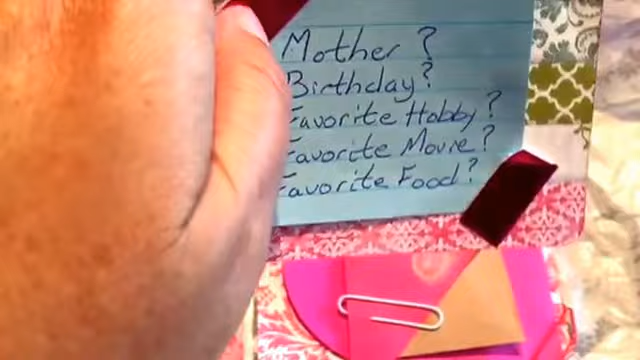 Mother?
Birthday?
Favorite Hobby?
Favorite Movie?
Favorite Food?